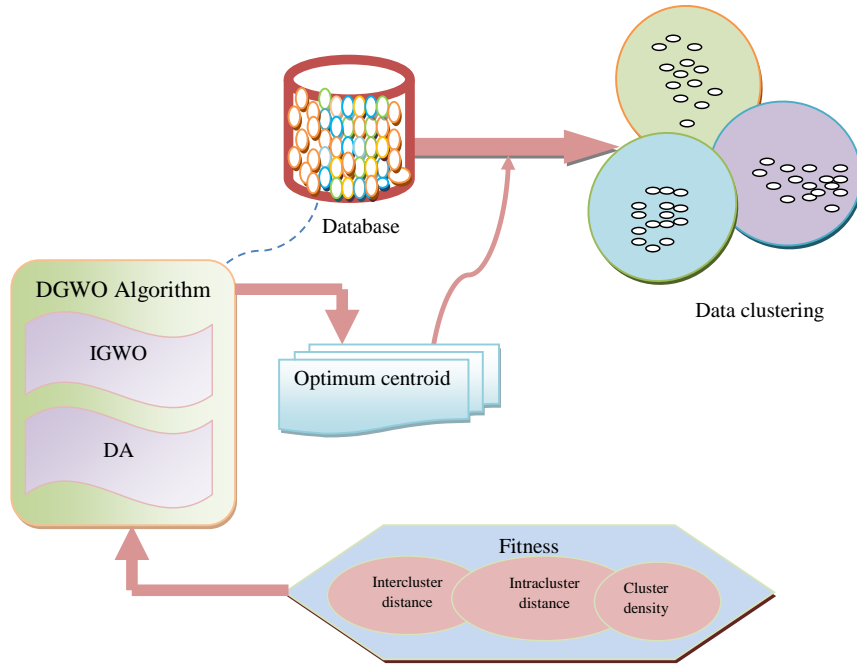 Database
Data clustering
DGWO Algorithm
IGWO
DA
Optimum centroid
Fitness
Intercluster
distance
Intracluster
distance
Cluster
density